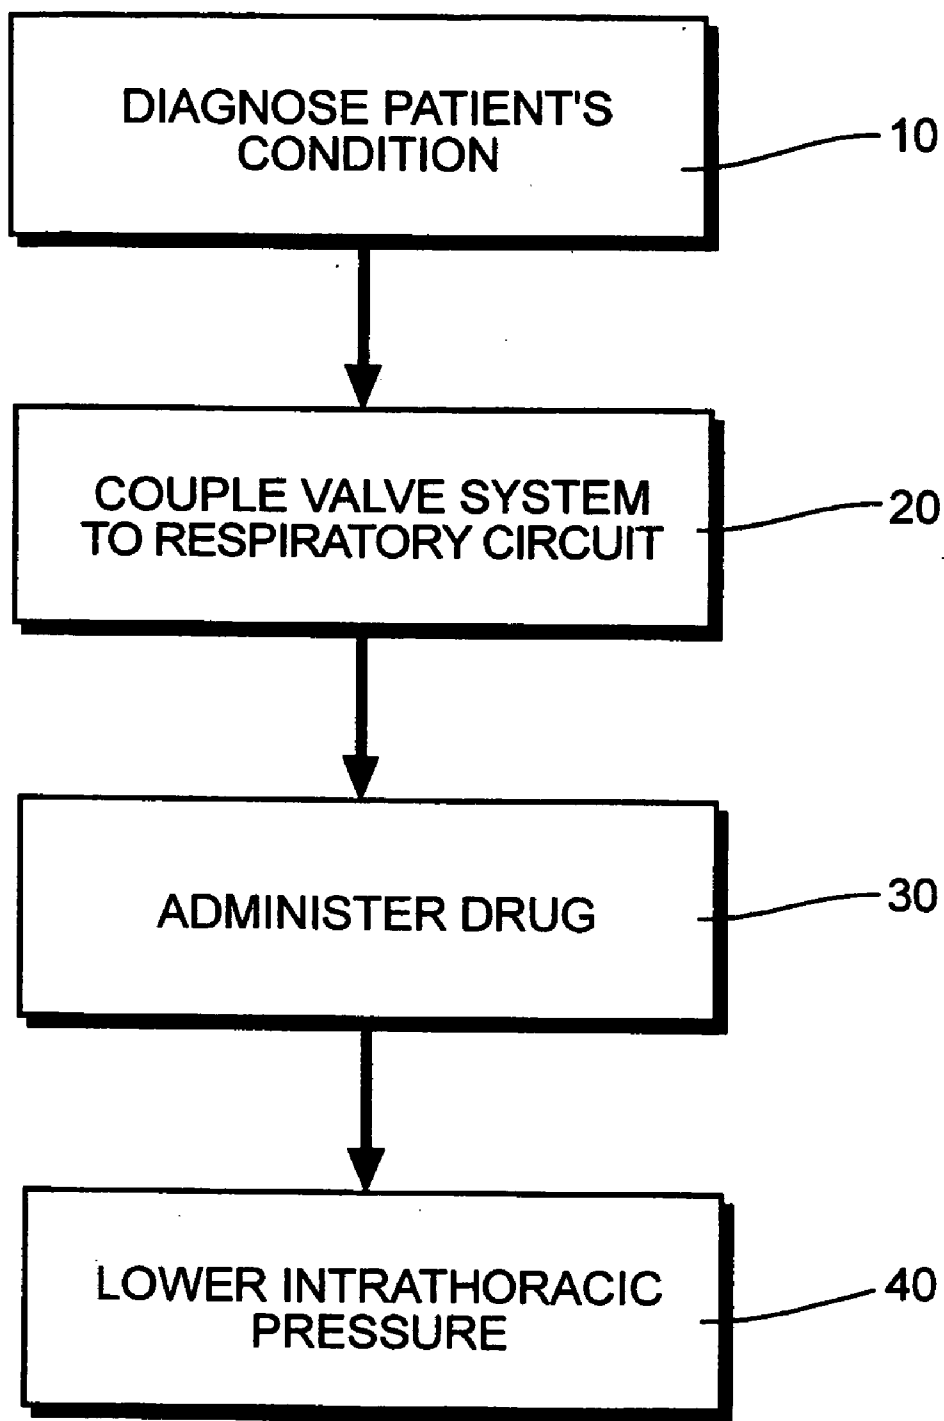 DIAGNOSE PATIENT'S
CONDITION
10
COUPLE VALVE SYSTEM
TO RESPIRATORY CIRCUIT
20
ADMINISTER DRUG
30
LOWER INTRATHORACIC
PRESSURE
40